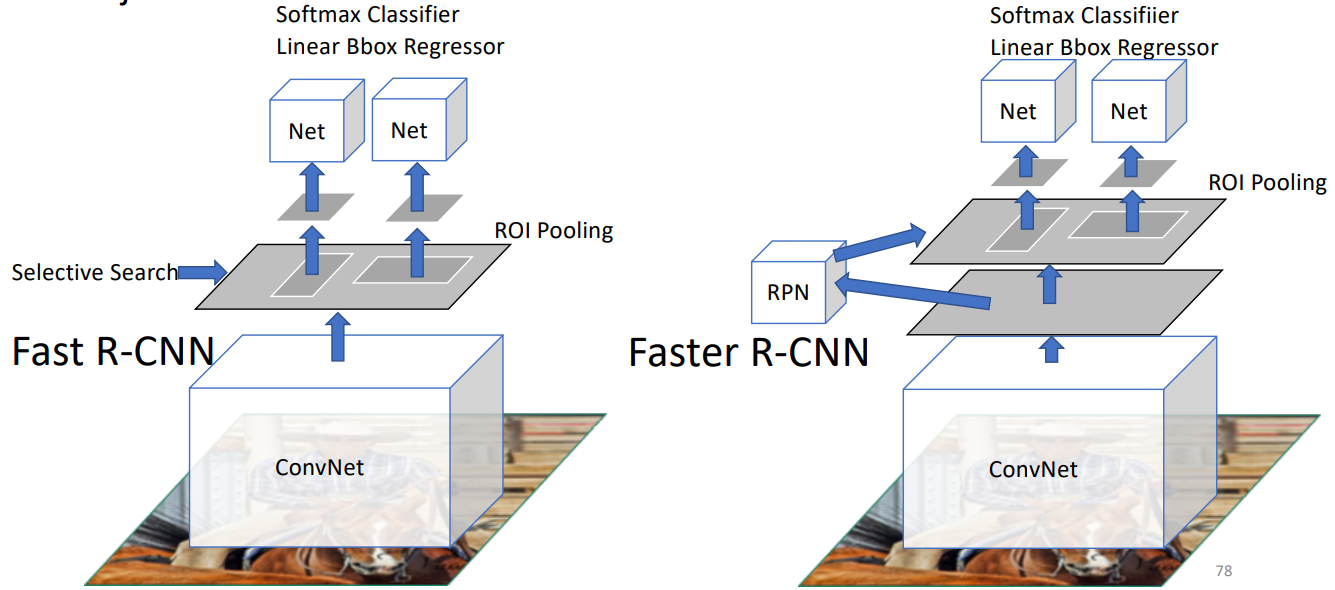 Softmax Classifier
Linear Bbox Regressor
Net
Net
ROI Pooling
Selective Search
Fast R-CNN
ConvNet
Softmax Classifiier
Linear Bbox Regressor
Net
Net
ROI Pooling
RPN
Faster R-CNN
ConvNet
78